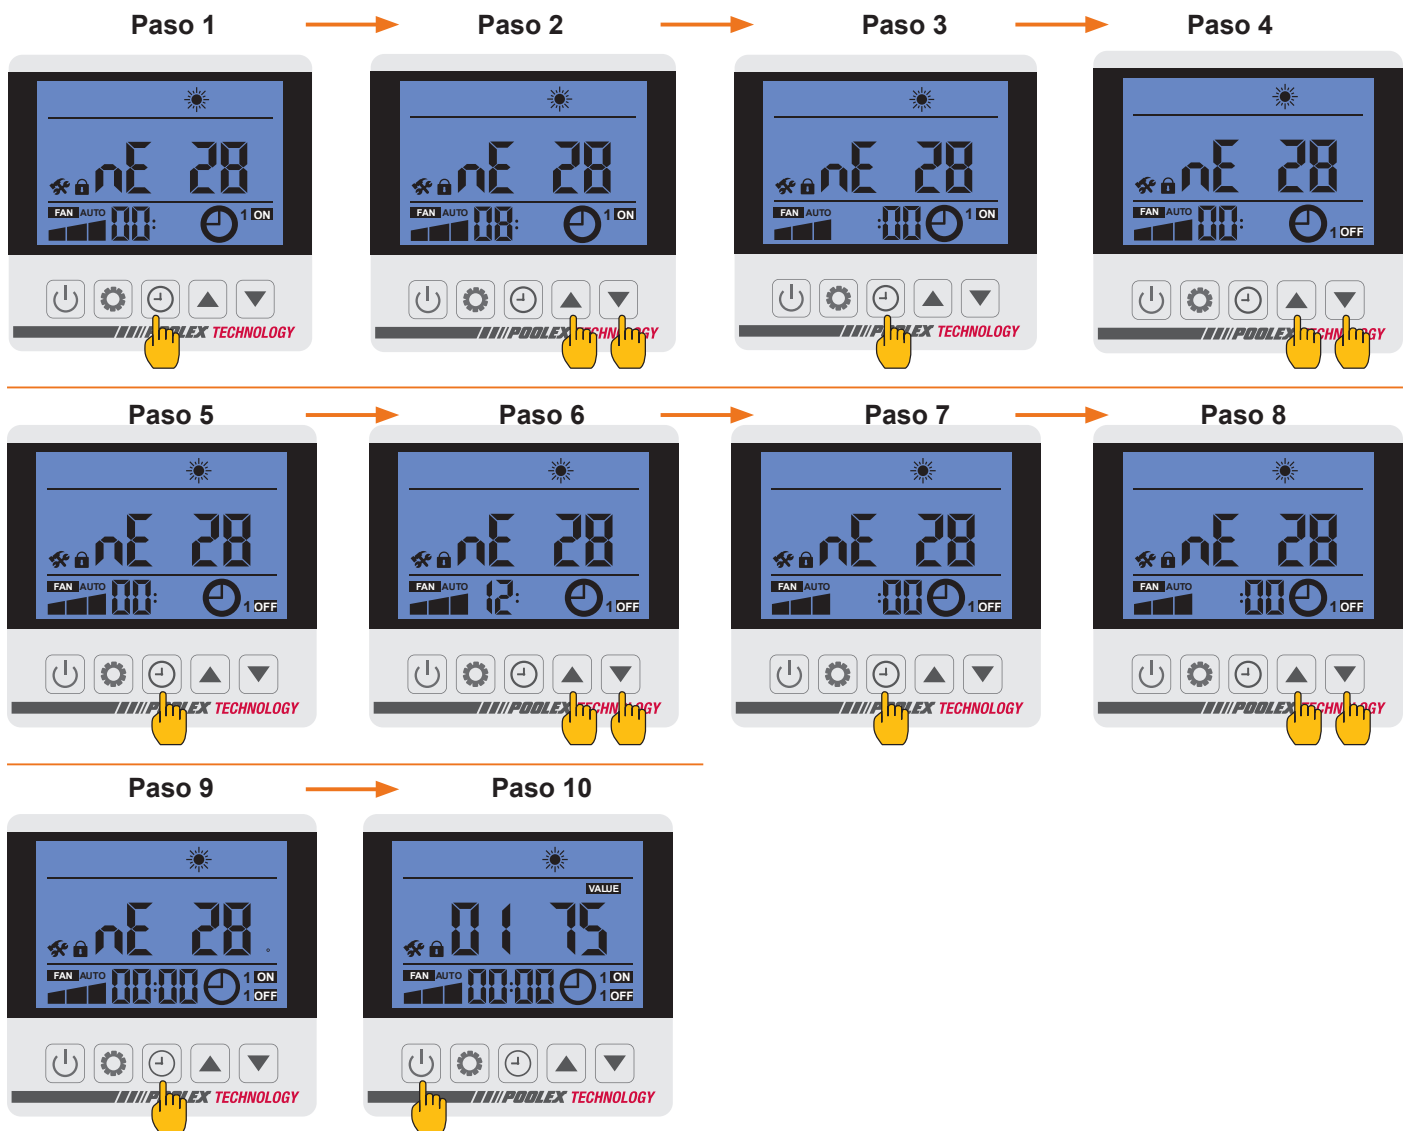 Paso 1
Paso 2
Paso 3
Paso 4
nE 28
FAN AUTO 00: 1 ON
TECHNOLOGY
nE 28
FAN AUTO 08: 1 ON
nE 28
FAN AUTO :00 1 ON
POOLEX TECHNOLOGY
nE 28
FAN AUTO 00: 1 OFF
POOLEX
Paso 5
Paso 6
Paso 7
Paso 8
nE 28
FAN AUTO 00: 1 OFF
POOLEX TECHNOLOGY
nE 28
FAN AUTO 12: 1 OFF
POOLEX TECHNOLOGY
nE 28
FAN AUTO :00 1 OFF
POOLEX TECHNOLOGY
nE 28
FAN AUTO :00 1 OFF
POOLEX TECHNOLOGY
Paso 9
Paso 10
nE 28
FAN AUTO 00:00 1 ON
1 OFF
POOLEX TECHNOLOGY
VALUE
01 75
FAN AUTO 00:00 1 ON
1 OFF
POOLEX TECHNOLOGY